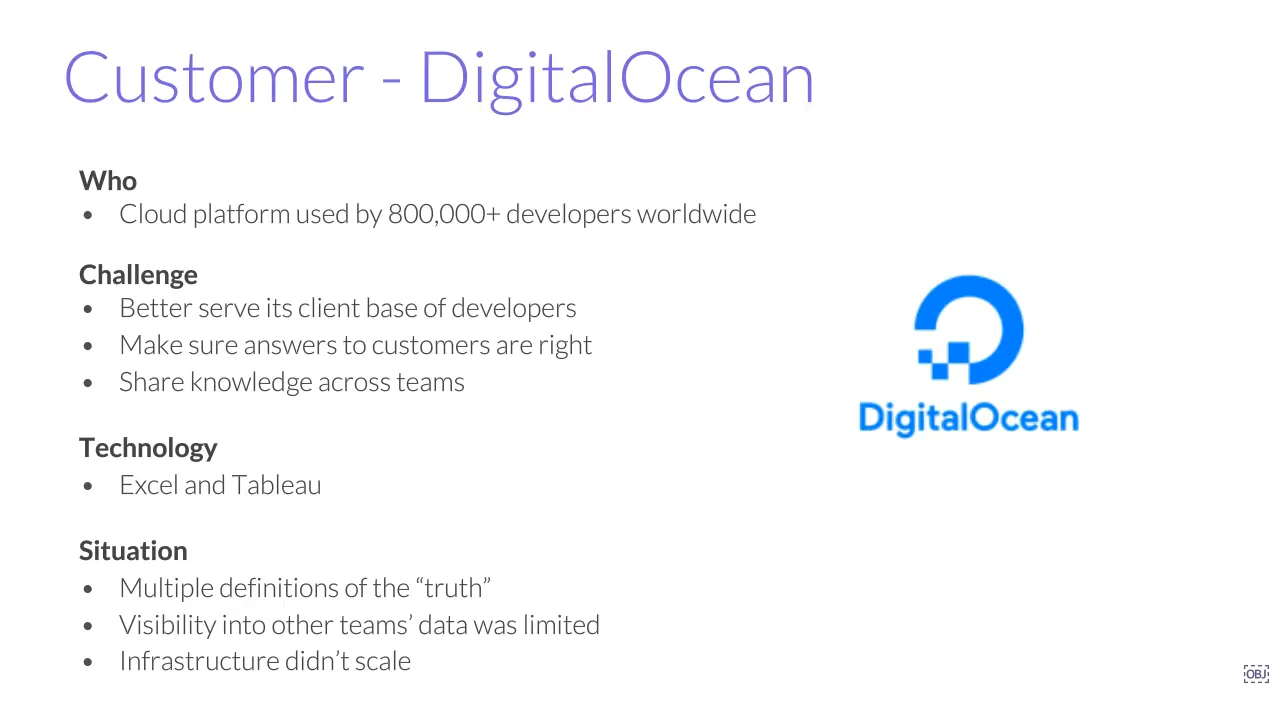 Customer - DigitalOcean
Who
• Cloud platform used by 800,000+ developers worldwide
Challenge
• Better serve its client base of developers
• Make sure answers to customers are right
• Share knowledge across teams
Technology
• Excel and Tableau
Situation
• Multiple definitions of the “truth”
• Visibility into other teams’ data was limited
• Infrastructure didn’t scale
DigitalOcean
OBJ